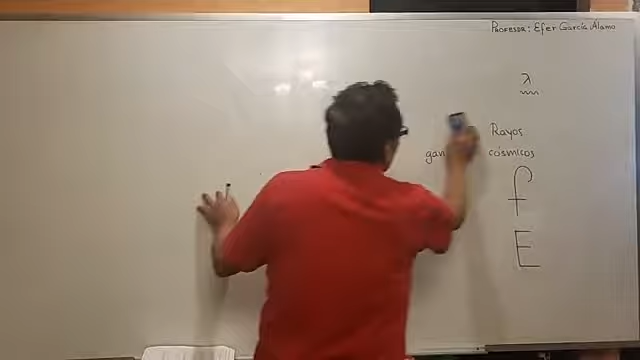 Profesor: Efer García Álamo
λ
Rayos
cósmicos
f
E